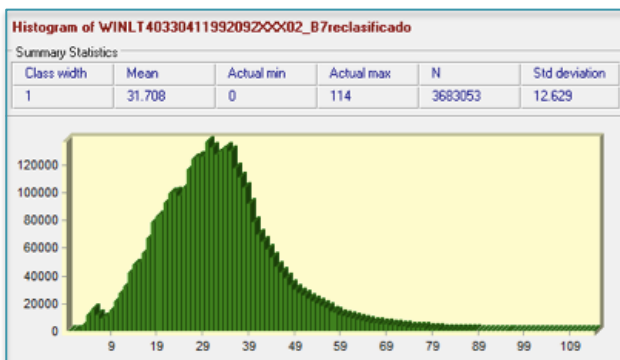 Histogram of WINLT40330411992092XXX02_B7reclasificado
Summary Statistics
Class width Mean Actual min Actual max N Std deviation
1 31.708 0 114 3683053 12.629
120000
100000
80000
60000
40000
20000
0
9 19 29 39 49 59 69 79 89 99 109